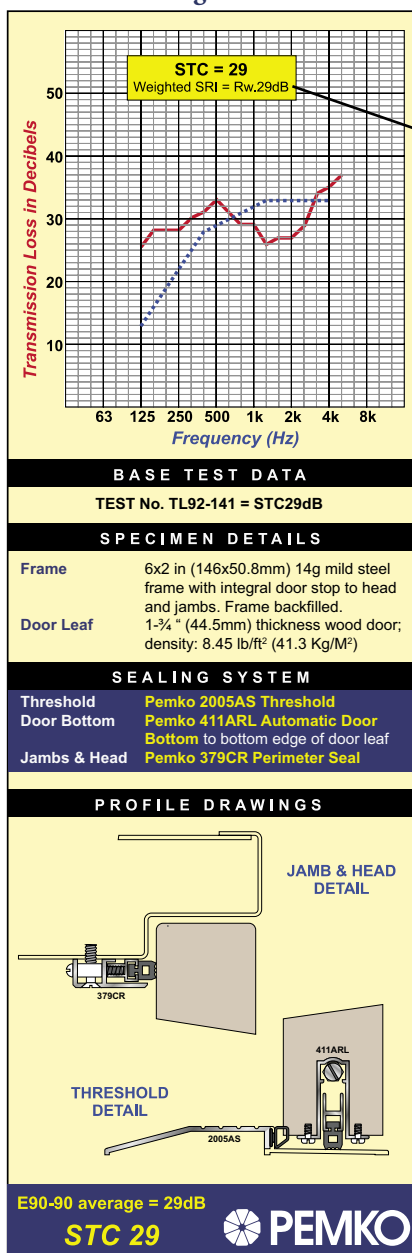 STC = 29
Weighted SRI = Rw.29dB
Transmission Loss in Decibels
50
40
30
20
10
63 125 250 500 1k 2k 4k 8k
Frequency (Hz)
BASE TEST DATA
TEST No. TL92-141 = STC29dB
SPECIMEN DETAILS
Frame 6x2 in (146x50.8mm) 14g mild steel
frame with integral door stop to head
and jambs. Frame backfilled.
Door Leaf 1-¾ “ (44.5mm) thickness wood door;
density: 8.45 lb/ft² (41.3 Kg/M²)
SEALING SYSTEM
Threshold Pemko 2005AS Threshold
Door Bottom Pemko 411ARL Automatic Door
Bottom to bottom edge of door leaf
Jambs & Head Pemko 379CR Perimeter Seal
PROFILE DRAWINGS
JAMB & HEAD
DETAIL
379CR
411ARL
THRESHOLD
DETAIL
2005AS
E90-90 average = 29dB
STC 29
PEMKO